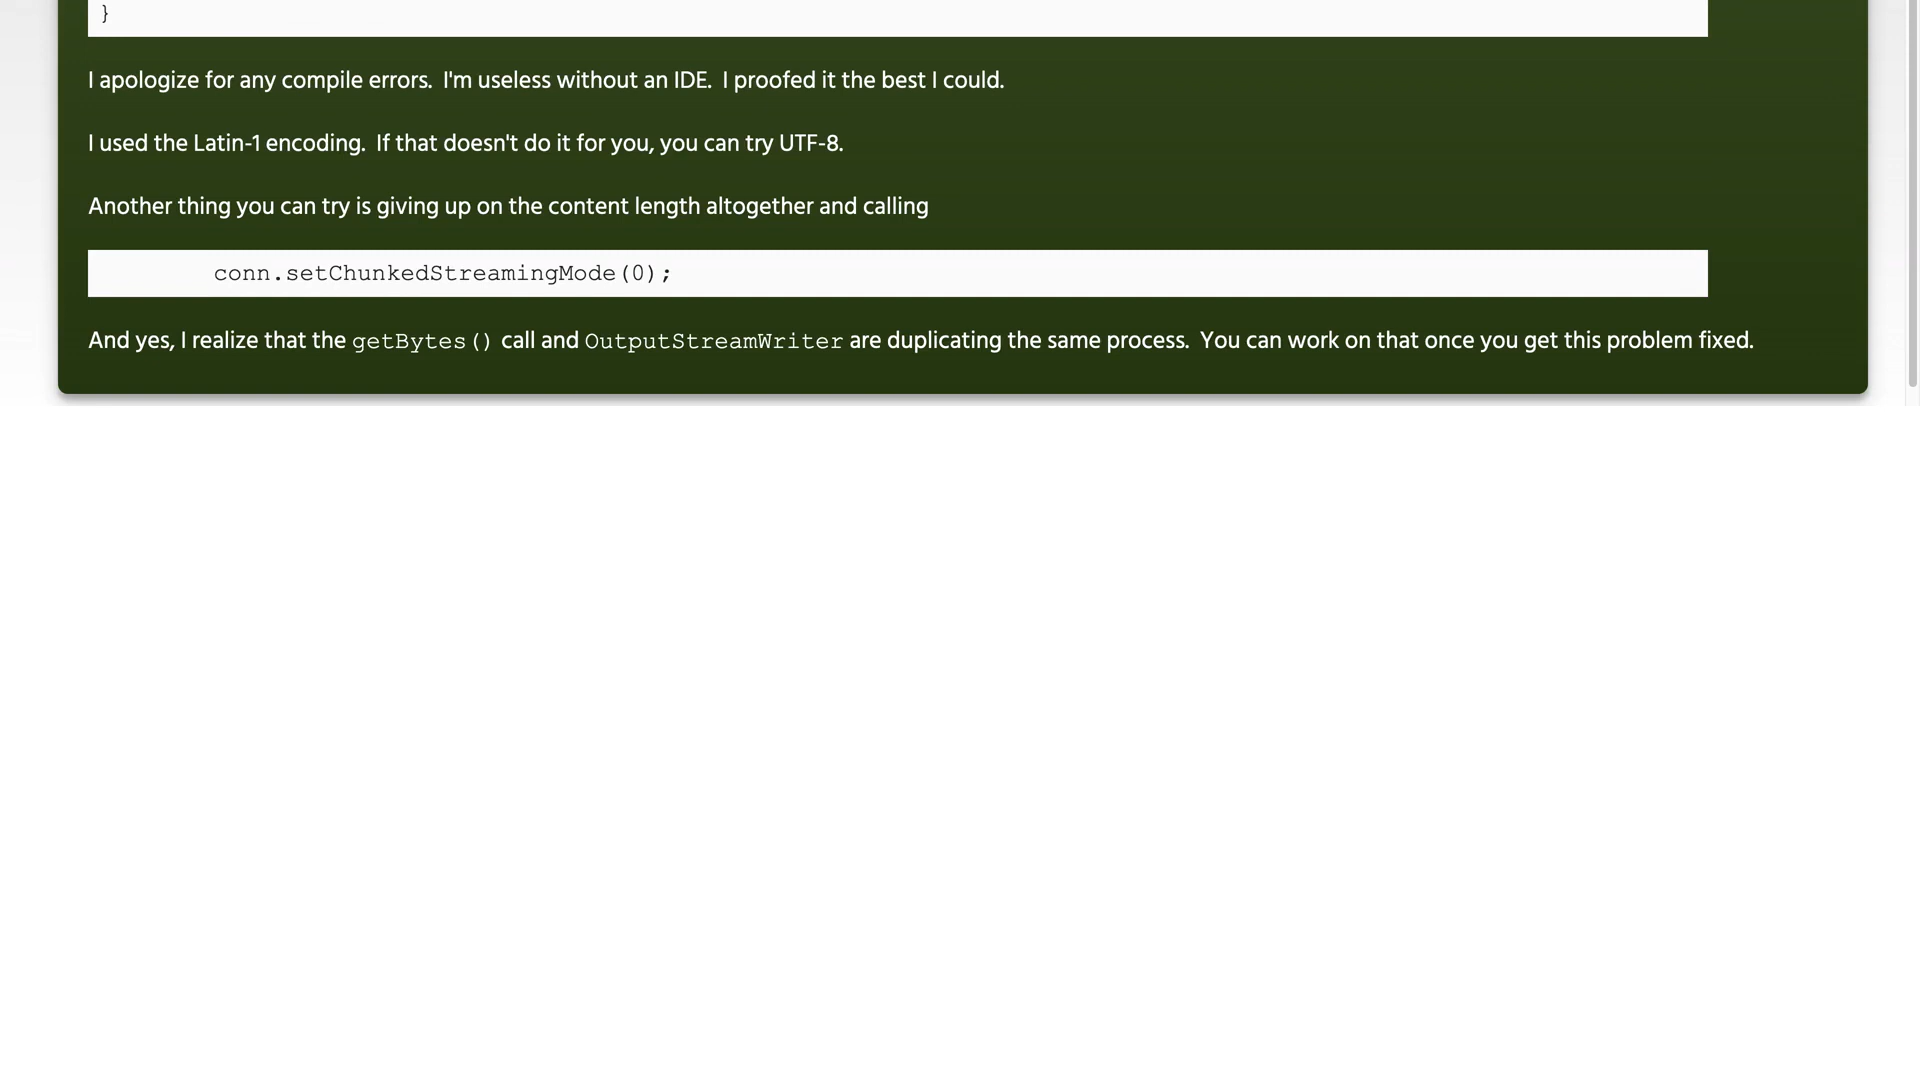 }
I apologize for any compile errors.  I'm useless without an IDE.  I proofed it the best I could.
I used the Latin-1 encoding.  If that doesn't do it for you, you can try UTF-8.
Another thing you can try is giving up on the content length altogether and calling
conn.setChunkedStreamingMode(0);
And yes, I realize that the getBytes() call and OutputStreamWriter are duplicating the same process.  You can work on that once you get this problem fixed.